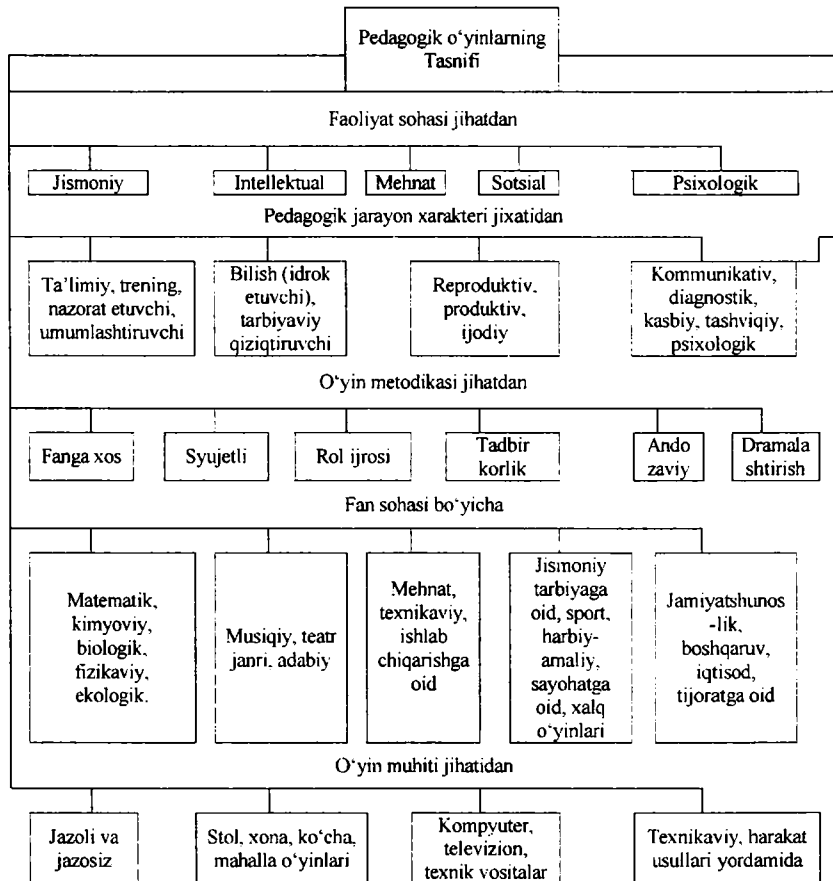 Pedagogik o‘yinlarning
Tasnifi
Faoliyat sohasi jihatdan
Jismoniy
Intellektual
Mehnat
Sotsial
Psixologik
Pedagogik jarayon xarakteri jixatidan
Ta’limiy, trening,
nazorat etuvchi,
umumlashtiruvchi
Bilish (idrok
etuvchi),
tarbiyaviy
qiziqtiruvchi
Reproduktiv,
produktiv,
ijodiy
Kommunikativ,
diagnostik,
kasbiy, tashviqiy,
psixologik
O‘yin metodikasi jihatdan
Fanga xos
Syujetli
Rol ijrosi
Tadbir
korlik
Ando
zaviy
Dramala
shtirish
Fan sohasi bo‘yicha
Matematik,
kimyoviy,
biologik,
fizikaviy,
ekologik.
Musiqiy, teatr
janri, adabiy
Mehnat,
texnikaviy,
ishlab
chiqarishga
oid
Jismoniy
tarbiyaga
oid, sport,
harbiy-
amaliy,
sayohatga
oid, xalq
o‘yinlari
Jamiyatshunos
-lik,
boshqaruv,
iqtisod,
tijoratga oid
O‘yin muhiti jihatidan
Jazoli va
jazosiz
Stol, xona, ko‘cha,
mahalla o‘yinlari
Kompyuter,
televizion,
texnik vositalar
Texnikaviy, harakat
usullari yordamida